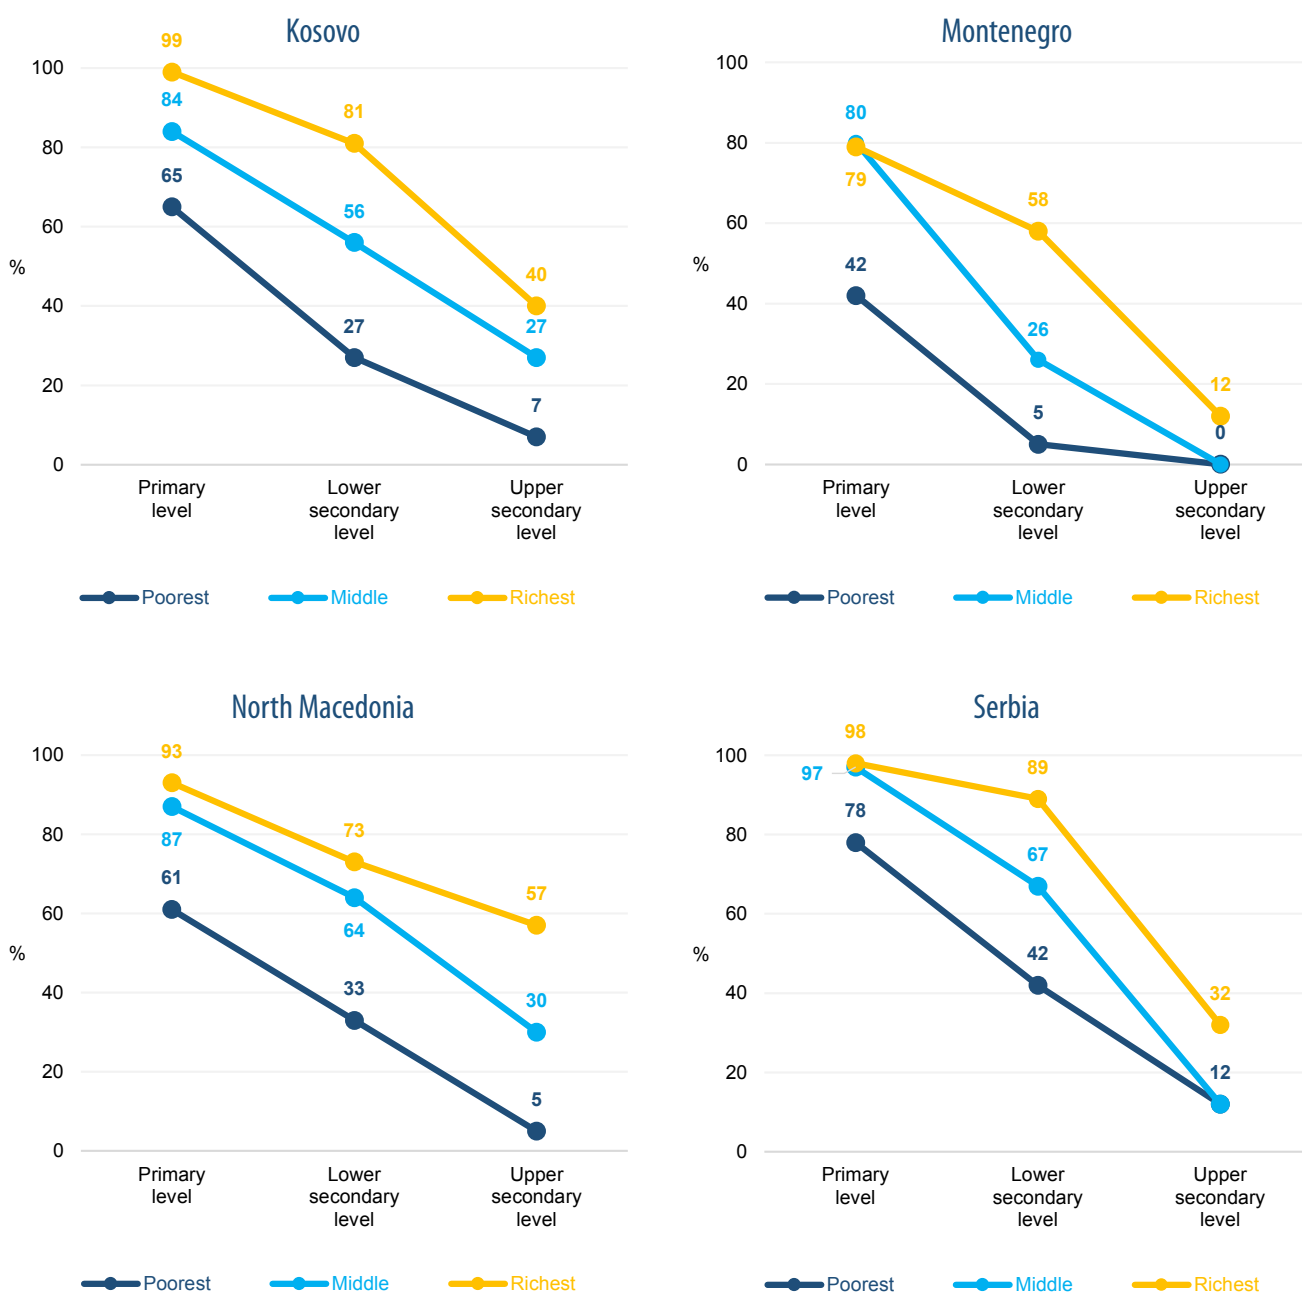 Kosovo
99
100
84
81
80
65
60
56
%
40
40
27
27
20
7
0
Primary
level
Lower
secondary
level
Upper
secondary
level
Poorest
Middle
Richest
Montenegro
100
80
80
79
60
58
%
42
40
26
20
12
5
0
0
Primary
level
Lower
secondary
level
Upper
secondary
level
Poorest
Middle
Richest
North Macedonia
100
93
87
80
73
61
64
60
57
%
40
33
30
20
5
0
Primary
level
Lower
secondary
level
Upper
secondary
level
Poorest
Middle
Richest
Serbia
98
100
97
89
78
80
67
60
%
42
40
32
20
12
0
Primary
level
Lower
secondary
level
Upper
secondary
level
Poorest
Middle
Richest